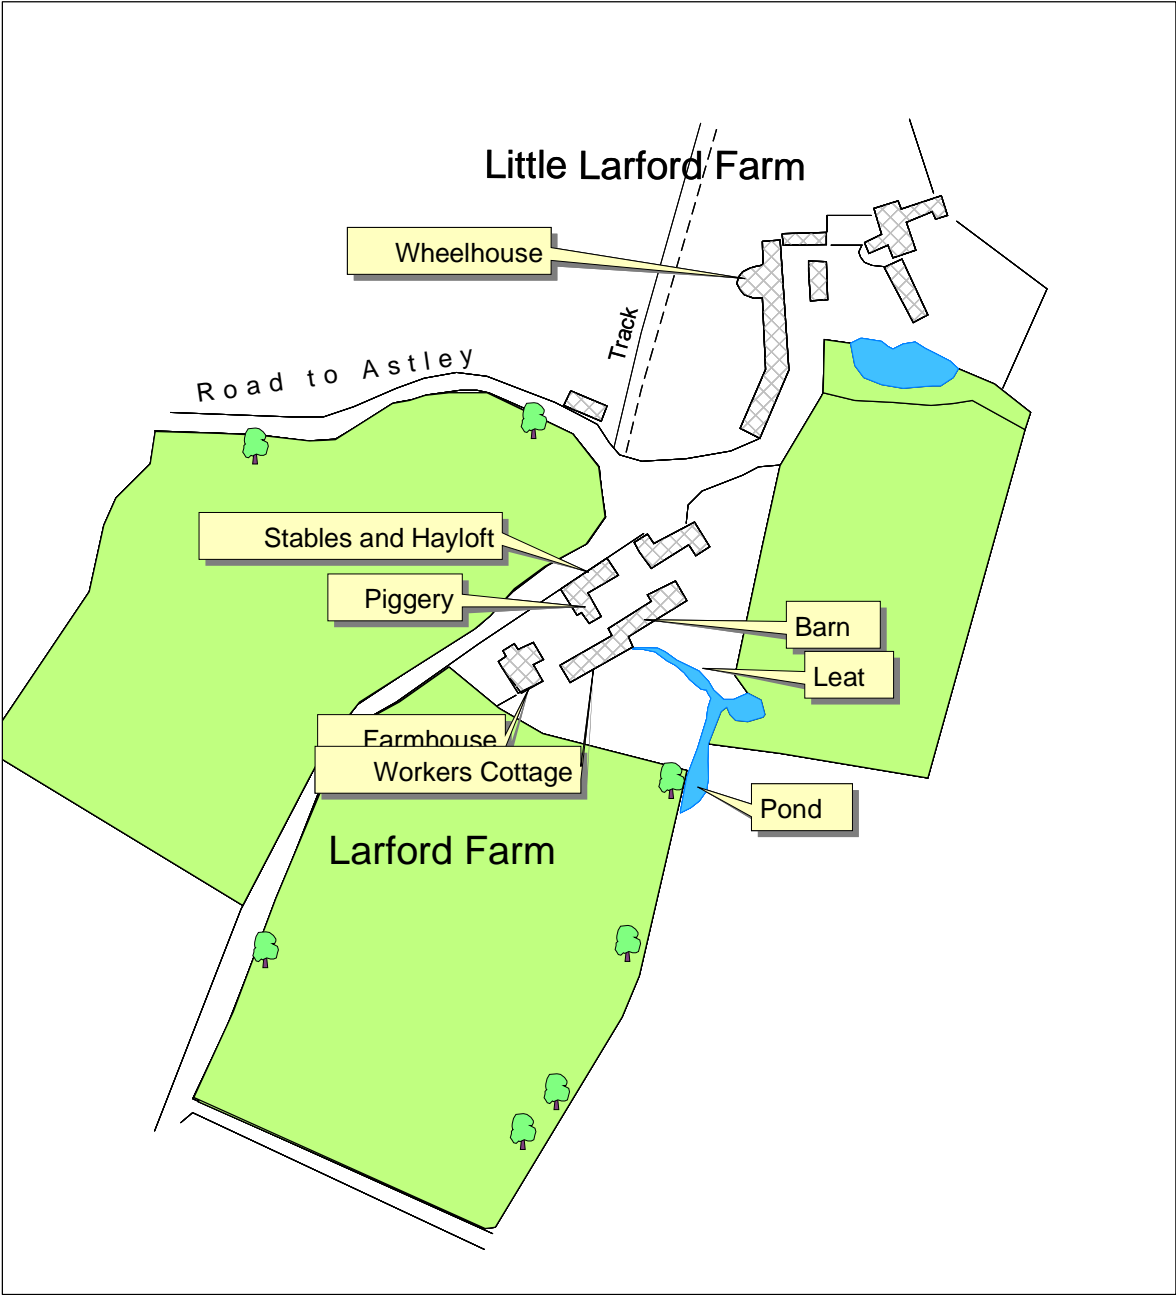 Little Larford Farm
Wheelhouse
Track
Road to Astley
Stables and Hayloft
Piggery
Barn
Leat
Farmhouse
Workers Cottage
Pond
Larford Farm